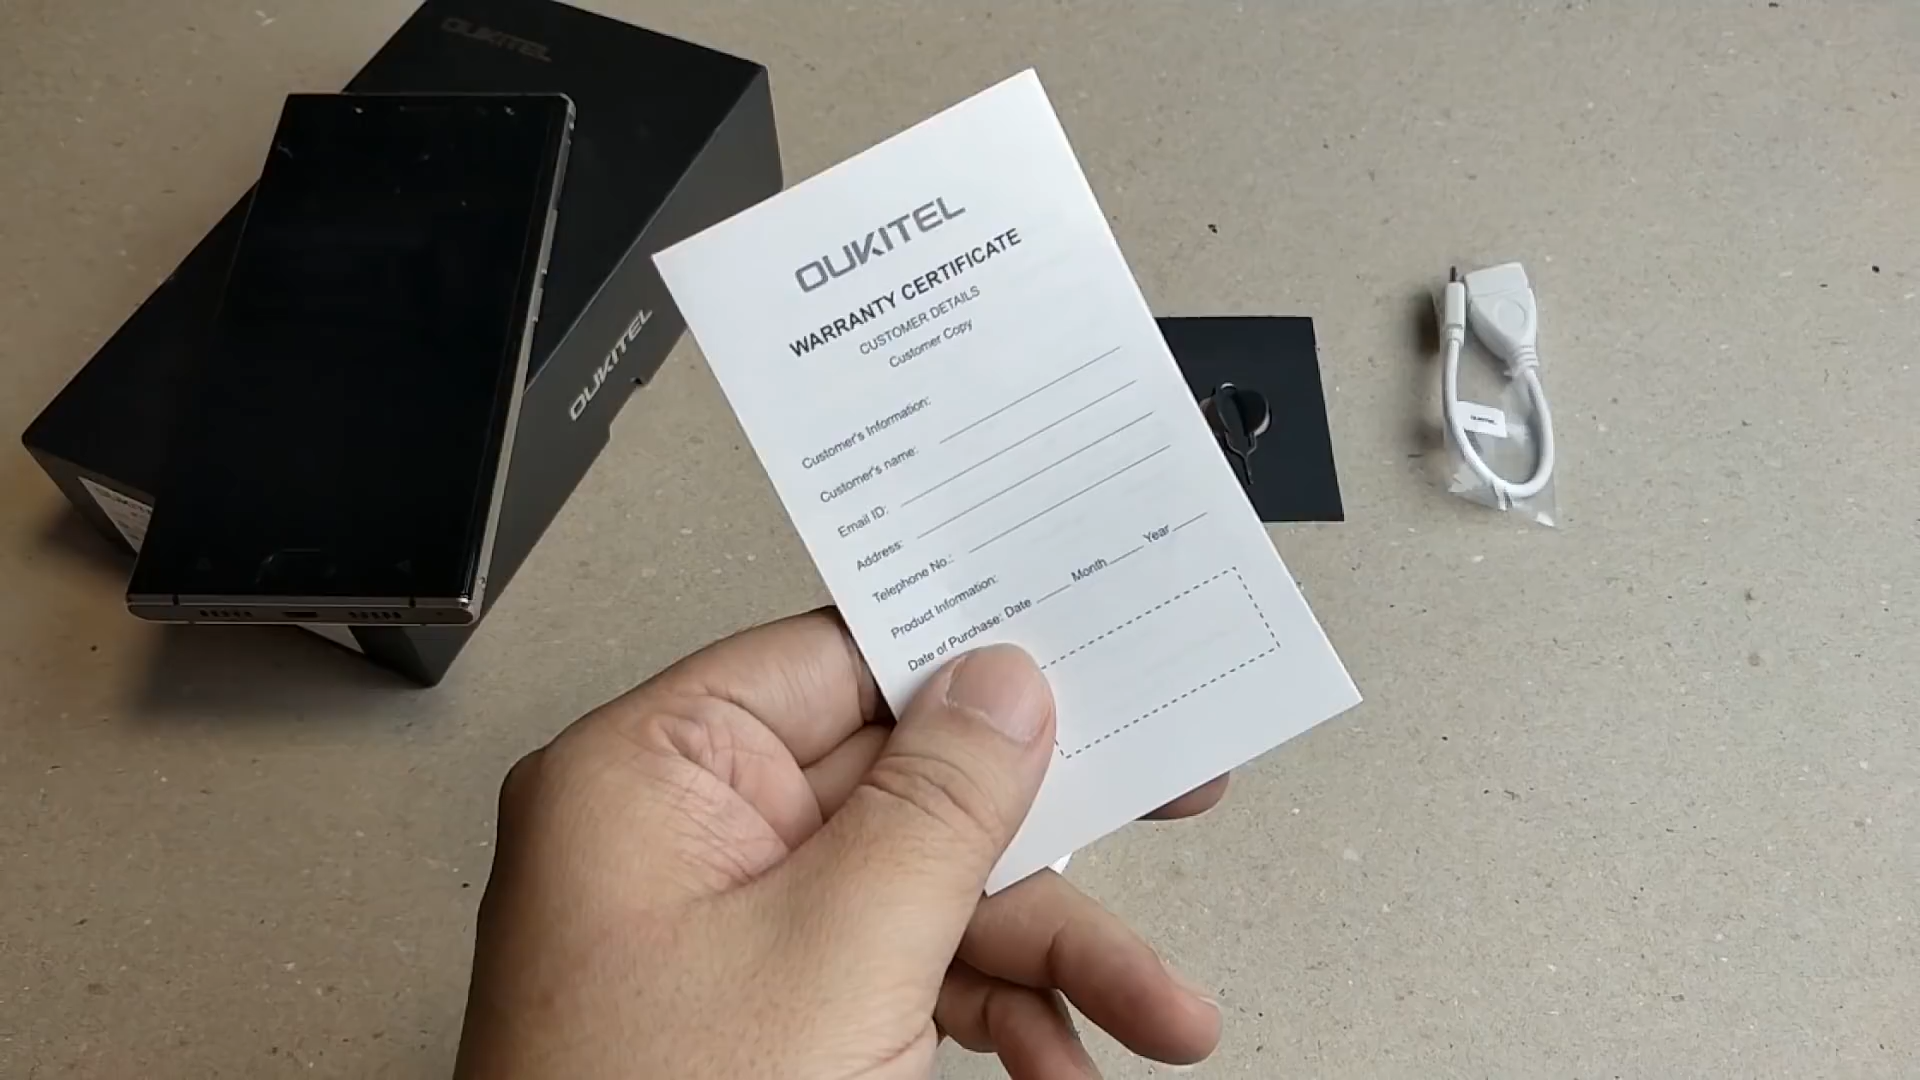 OUKITEL
OUKITEL
OUKITEL
WARRANTY CERTIFICATE
CUSTOMER DETAILS
Customer Copy
Customer's Information:
Customer's name:
Email ID:
Address:
Telephone No.:
Product Information:
Date of Purchase: Date Month Year
OUKITEL